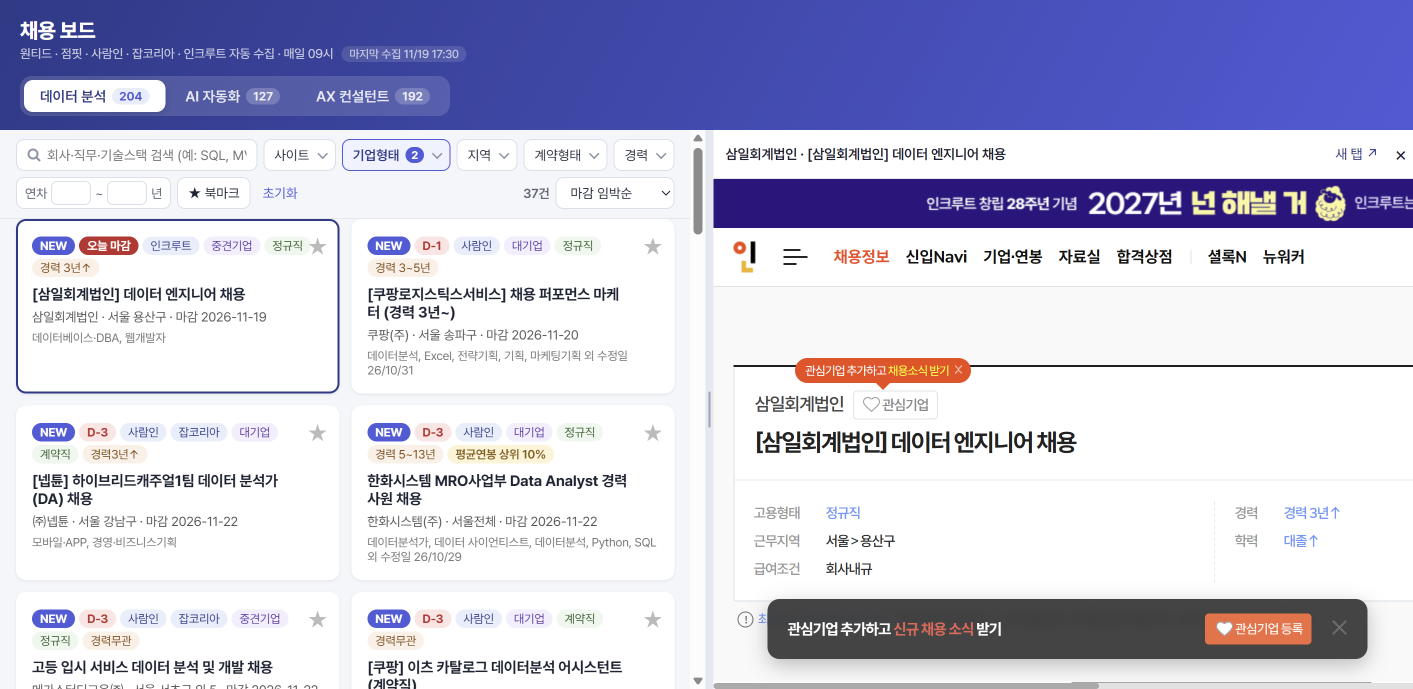 채용 보드
원티드 · 점핏 · 사람인 · 잡코리아 · 인크루트 자동 수집 · 매일 09시 마지막 수집 11/19 17:30
데이터 분석 204 AI 자동화 127 AX 컨설턴트 192
회사·직무·기술스택 검색 (예: SQL, 사이트 기업형태 2 지역 계약형태 경력
연차 ~ 년 ★ 북마크 초기화 37건 마감 임박순
NEW 오늘 마감 인크루트 중견기업 정규직 ★
경력 3년↑
[삼일회계법인] 데이터 엔지니어 채용
삼일회계법인 · 서울 용산구 · 마감 2026-11-19
데이터베이스·DBA, 웹개발자
NEW D-1 사람인 대기업 정규직 ★
경력 3~5년
[쿠팡로지스틱스서비스] 채용 퍼포먼스 마케
터 (경력 3년~)
쿠팡(주) · 서울 송파구 · 마감 2026-11-20
데이터분석, Excel, 전략기획, 기획, 마케팅기획 외 수정일
26/10/31
NEW D-3 사람인 잡코리아 대기업 ★
계약직 경력3년↑
[넵튠] 하이브리드캐주얼1팀 데이터 분석가
(DA) 채용
㈜넵튠 · 서울 강남구 · 마감 2026-11-22
모바일·APP, 경영·비즈니스기획
NEW D-3 사람인 대기업 정규직 ★
경력 5~13년 평균연봉 상위 10%
한화시스템 MRO사업부 Data Analyst 경력
사원 채용
한화시스템(주) · 서울전체 · 마감 2026-11-22
데이터분석가, 데이터 사이언티스트, 데이터분석, Python, SQL
외 수정일 26/10/29
NEW D-3 사람인 잡코리아 중견기업 ★
정규직 경력무관
고등 입시 서비스 데이터 분석 및 개발 채용
메가스터디교육㈜ · 서울 서초구 외 5 · 마감 2026-11-22
NEW D-3 사람인 대기업 계약직 ★
경력무관
[쿠팡] 이츠 카탈로그 데이터분석 어시스턴트
(계약직)
삼일회계법인 · [삼일회계법인] 데이터 엔지니어 채용 새 탭 ↗ ×
인크루트 창립 28주년 기념 2027년 넌 해낼 거 인크루트는
인 채용정보 신입Navi 기업·연봉 자료실 합격상점 셜록N 뉴워커
관심기업 추가하고 채용소식 받기 ×
삼일회계법인 ♡ 관심기업
[삼일회계법인] 데이터 엔지니어 채용
고용형태 정규직
근무지역 서울 > 용산구
급여조건 회사내규
경력 경력 3년↑
학력 대졸↑
최
관심기업 추가하고 신규 채용 소식 받기 관심기업 등록 ×